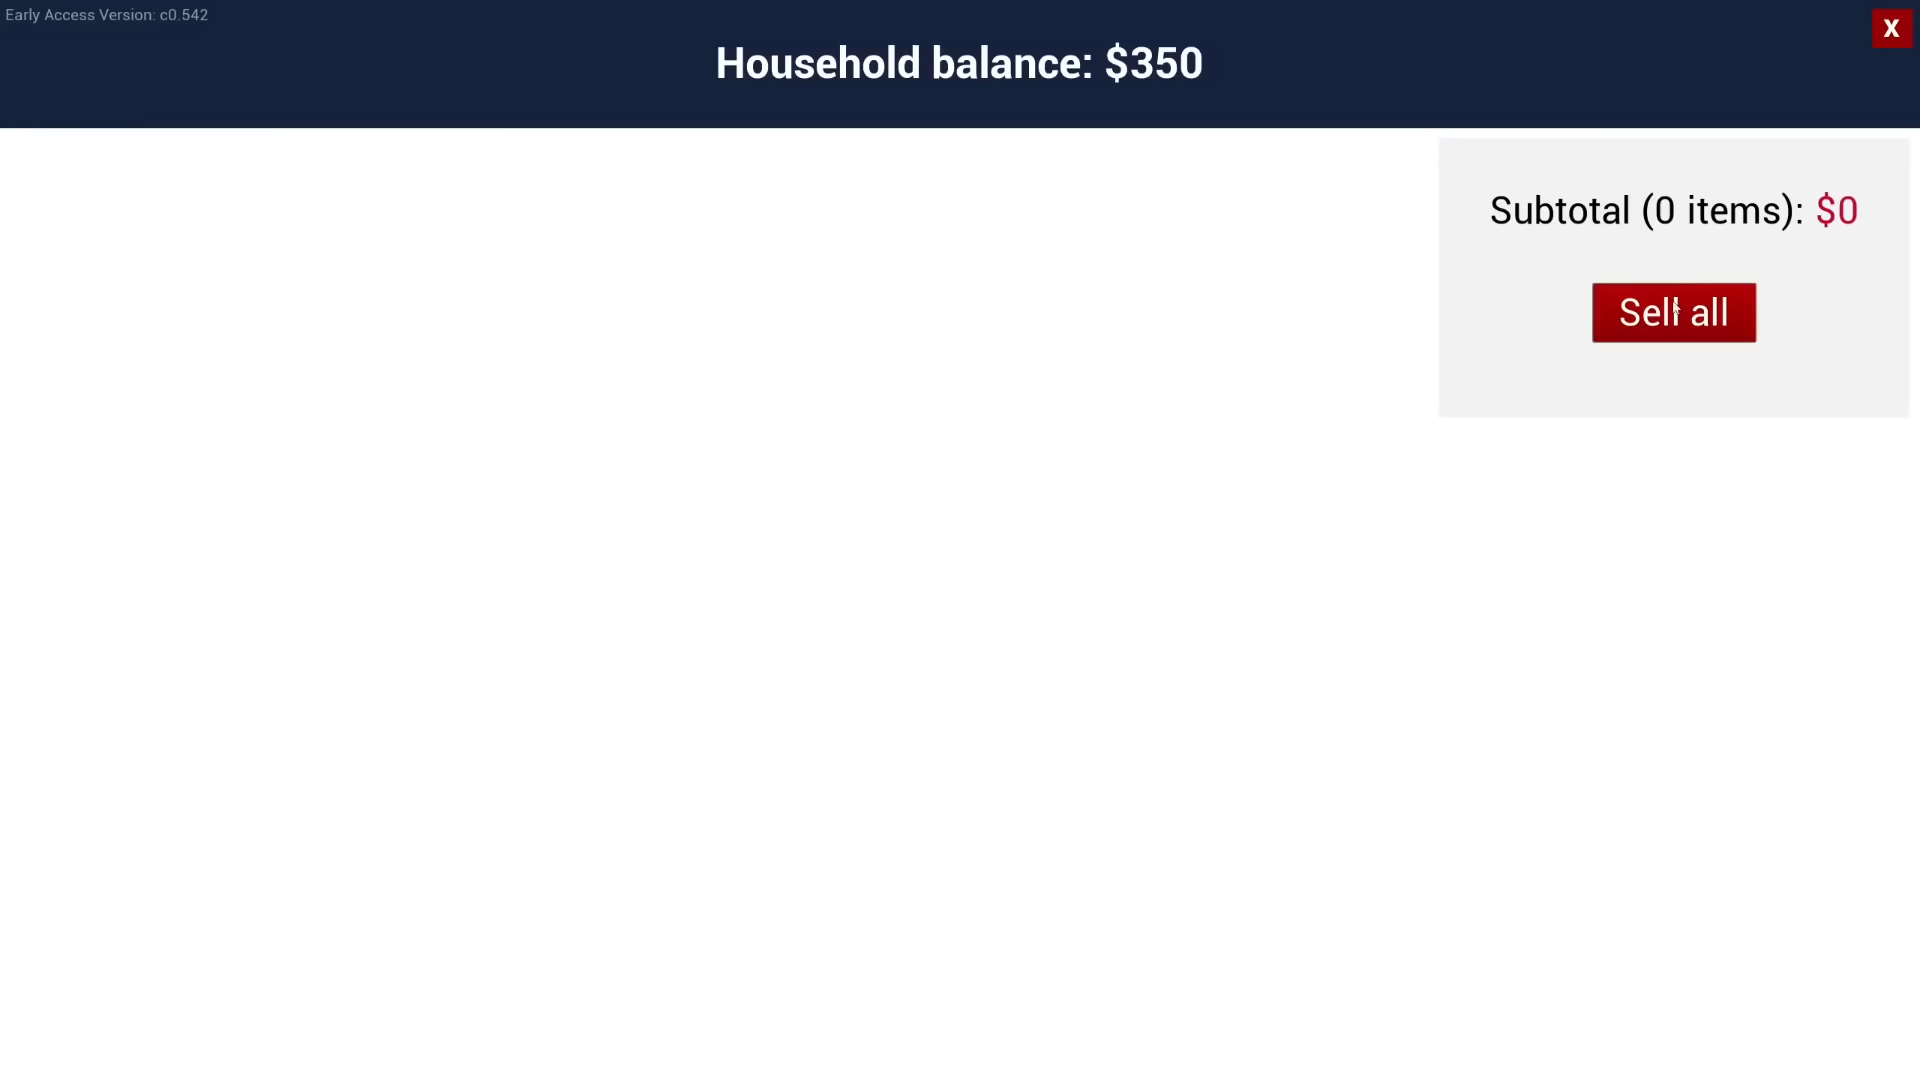 Early Access Version: c0.542
X
Household balance: $350
Subtotal (0 items): $0
Sell all